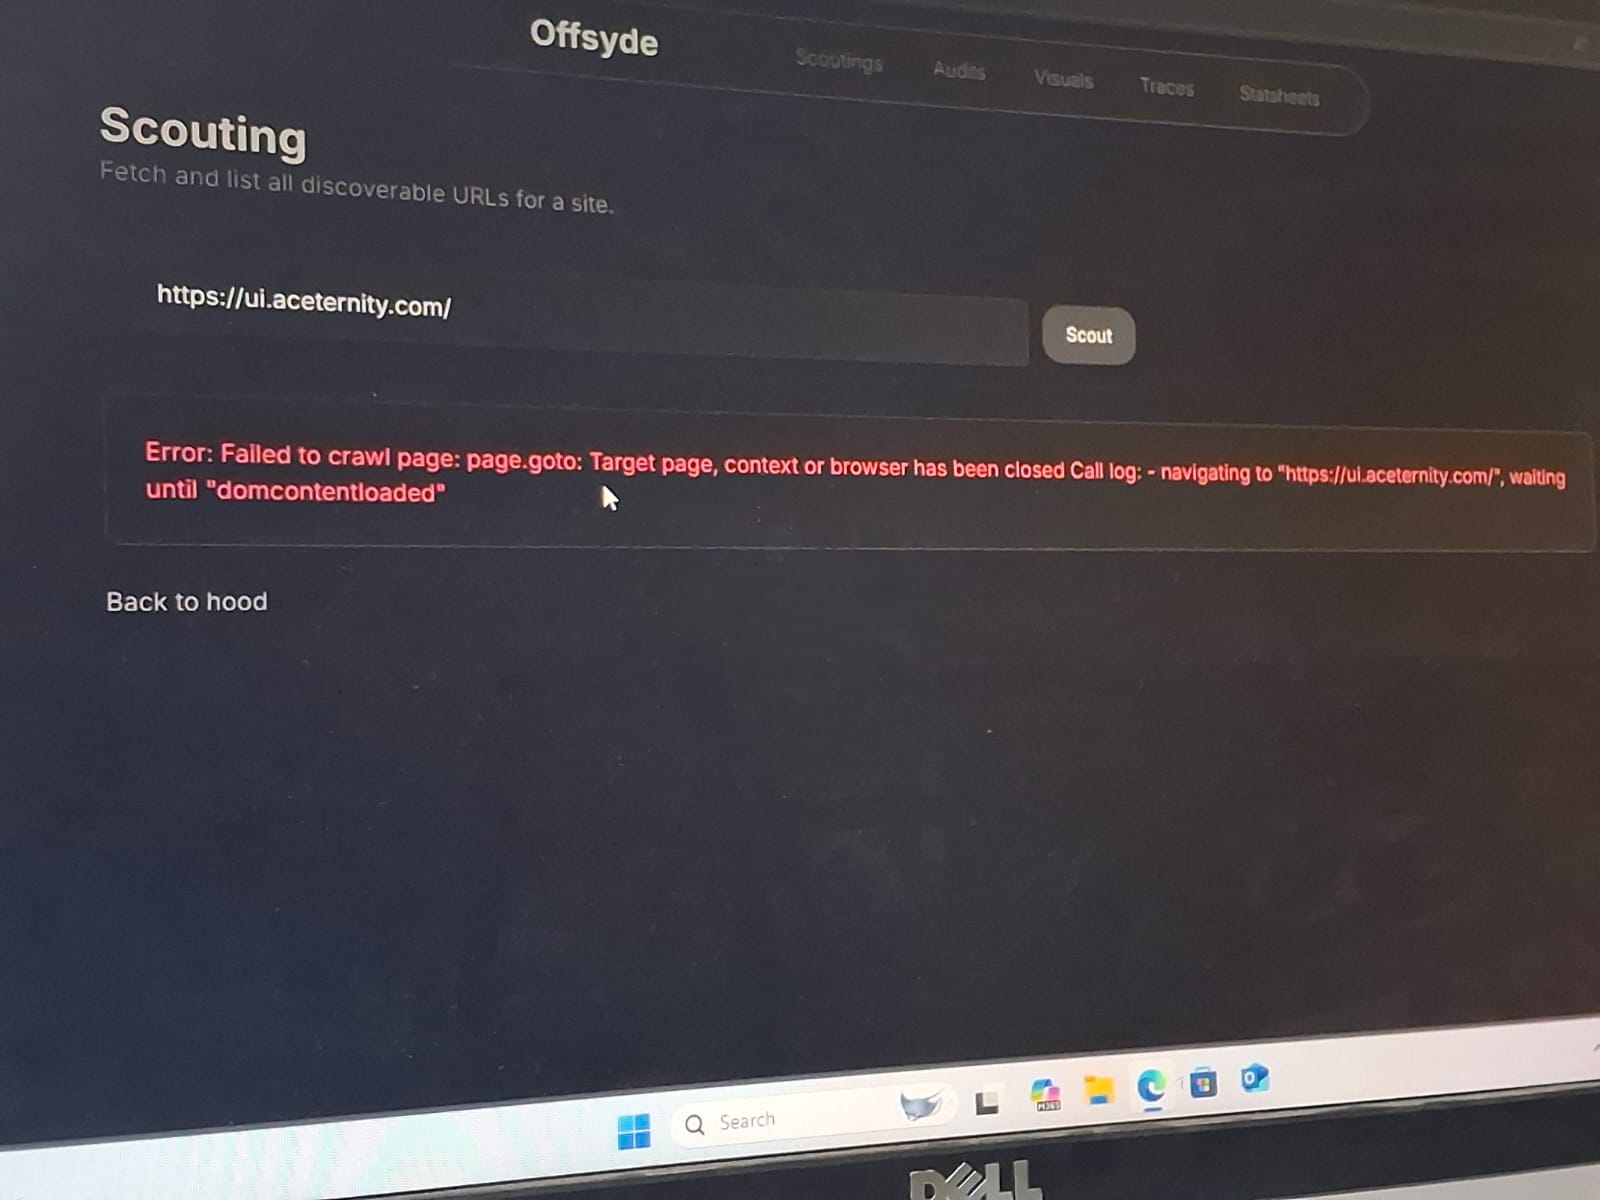 Offsyde
Scoutings
Audits
Visuals
Traces
Statsheets
Scouting
Fetch and list all discoverable URLs for a site.
https://ui.aceternity.com/
Scout
Error: Failed to crawl page: page.goto: Target page, context or browser has been closed Call log: - navigating to "https://ui.aceternity.com/", waiting
until "domcontentloaded"
Back to hood
Search
M365
DELL